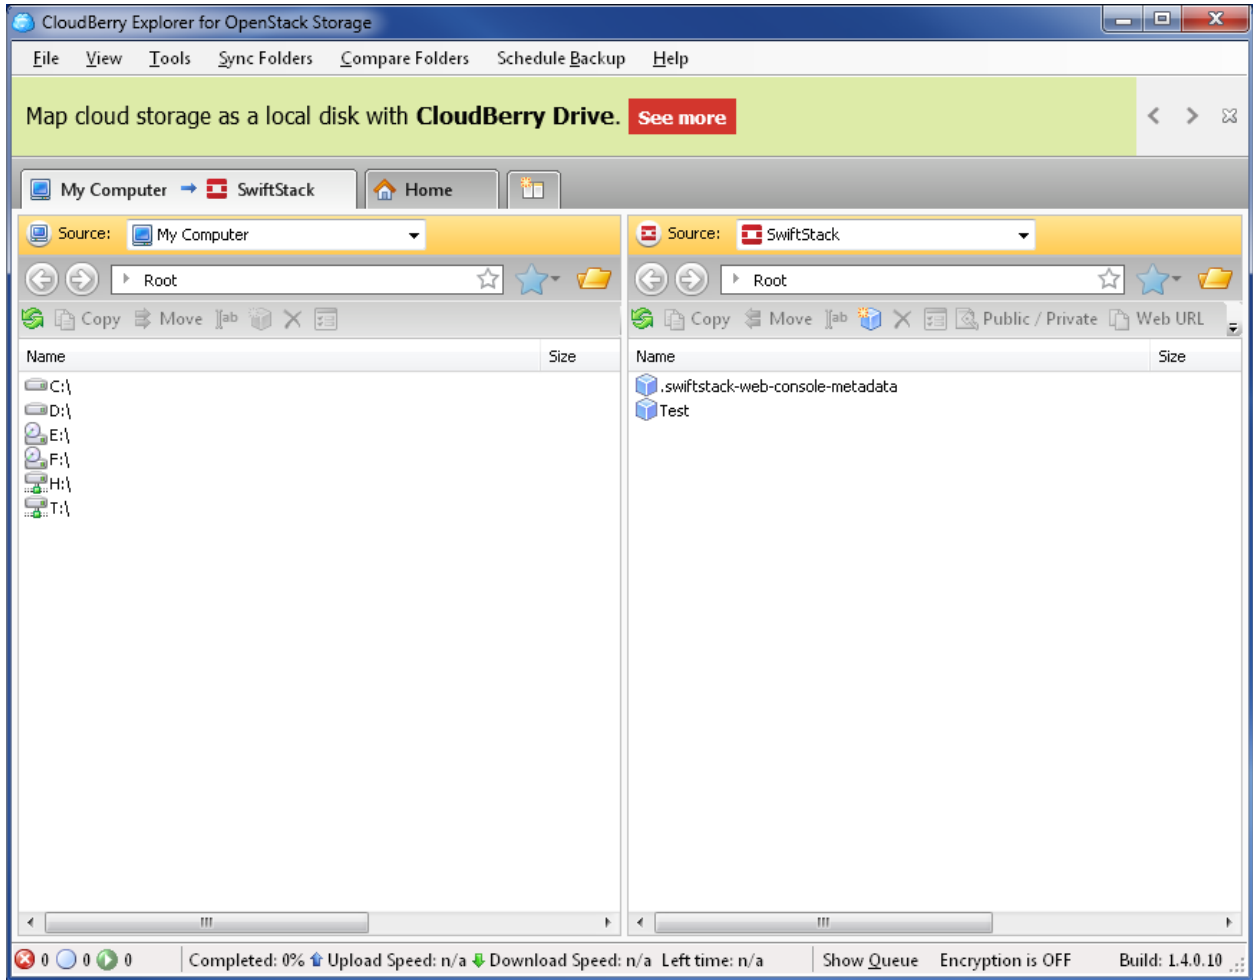 CloudBerry Explorer for OpenStack Storage
File View Tools Sync Folders Compare Folders Schedule Backup Help
Map cloud storage as a local disk with CloudBerry Drive. See more
My Computer SwiftStack Home
Source: My Computer
Root
Copy Move
Name Size
C:\
D:\
E:\
F:\
H:\
T:\
Source: SwiftStack
Root
Copy Move Public / Private Web URL
Name Size
.swiftstack-web-console-metadata
Test
0 0 0 Completed: 0% Upload Speed: n/a Download Speed: n/a Left time: n/a Show Queue Encryption is OFF Build: 1.4.0.10